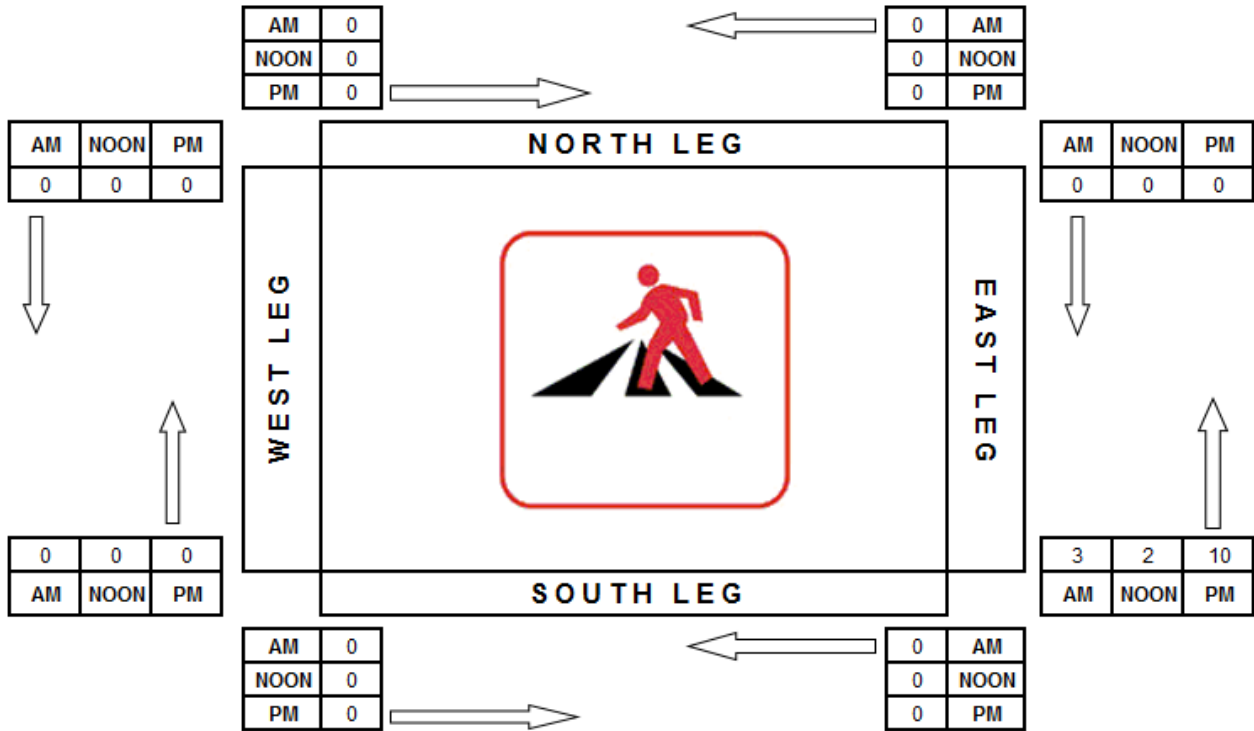 AM 0
NOON 0
PM 0
0 AM
0 NOON
0 PM
AM NOON PM
0 0 0
NORTH LEG
AM NOON PM
0 0 0
WEST LEG
EAST LEG
0 0 0
AM NOON PM
SOUTH LEG
3 2 10
AM NOON PM
AM 0
NOON 0
PM 0
0 AM
0 NOON
0 PM